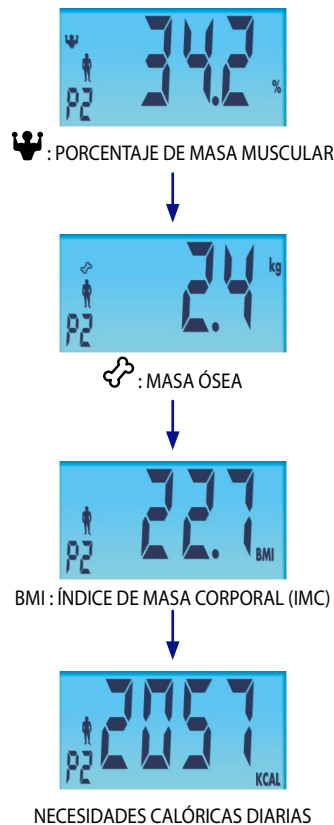 34.2
%
P2
: PORCENTAJE DE MASA MUSCULAR
2.4 kg
P2
: MASA ÓSEA
22.7
P2 BMI
BMI : ÍNDICE DE MASA CORPORAL (IMC)
2057
P2 KCAL
NECESIDADES CALÓRICAS DIARIAS